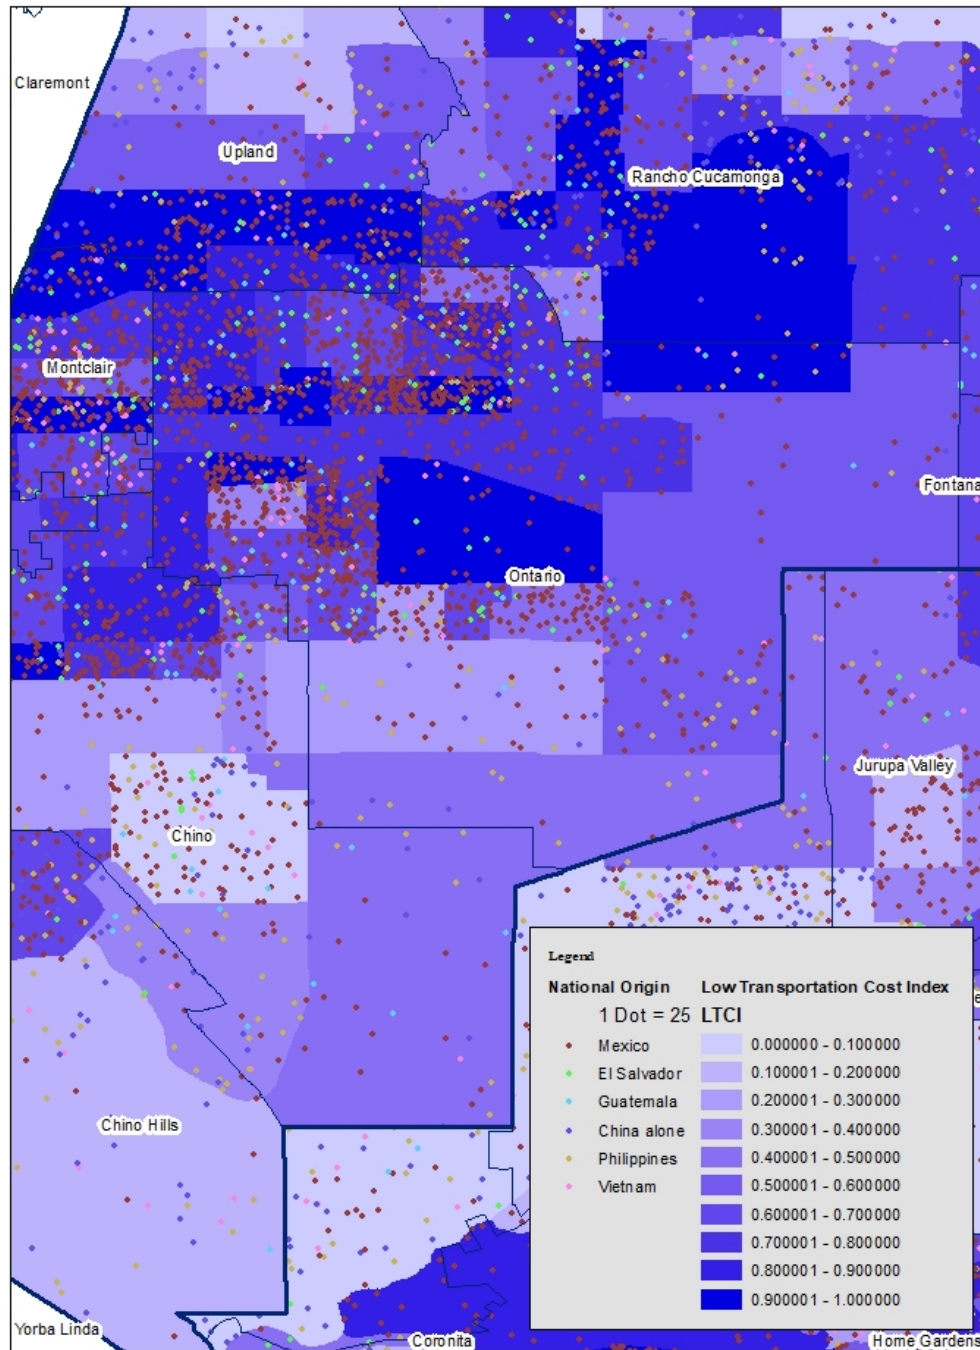 Claremont
Upland
Rancho Cucamonga
Montclair
Fontana
Ontario
Jurupa Valley
Chino
Legend
National Origin Low Transportation Cost Index
1 Dot = 25 LTCI
Mexico 0.000000 - 0.100000
El Salvador 0.100001 - 0.200000
Guatemala 0.200001 - 0.300000
China alone 0.300001 - 0.400000
Philippines 0.400001 - 0.500000
Vietnam 0.500001 - 0.600000
0.600001 - 0.700000
0.700001 - 0.800000
0.800001 - 0.900000
0.900001 - 1.000000
Chino Hills
Yorba Linda
Coronita
Home Gardens